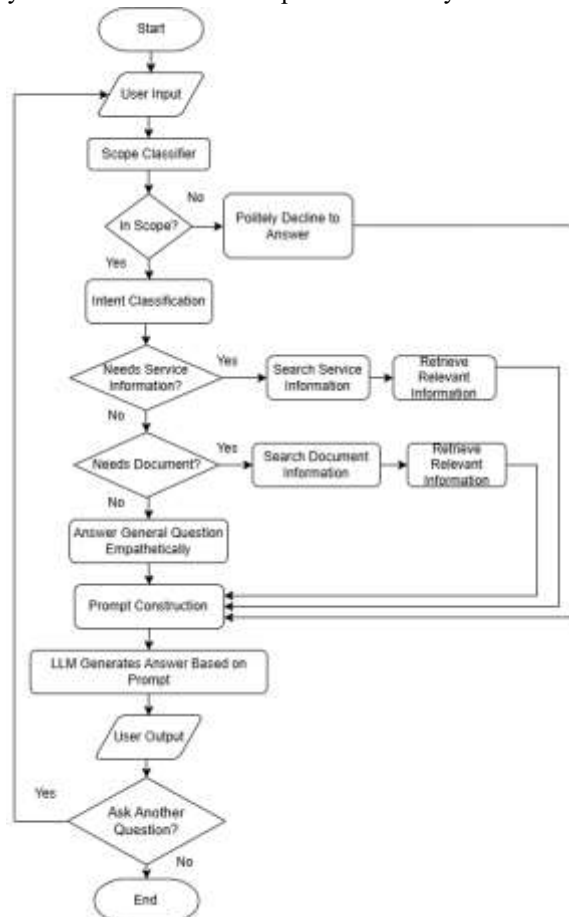 Start
User Input
Scope Classifier
No
In Scope?
Politely Decline to
Answer
Yes
Intent Classification
Needs Service
Information?
Yes
Search Service
Information
Retrieve
Relevant
Information
No
Needs Document?
Yes
Search Document
Information
Retrieve
Relevant
Information
No
Answer General Question
Empathetically
Prompt Construction
LLM Generates Answer Based on
Prompt
User Output
Yes
Ask Another
Question?
No
End